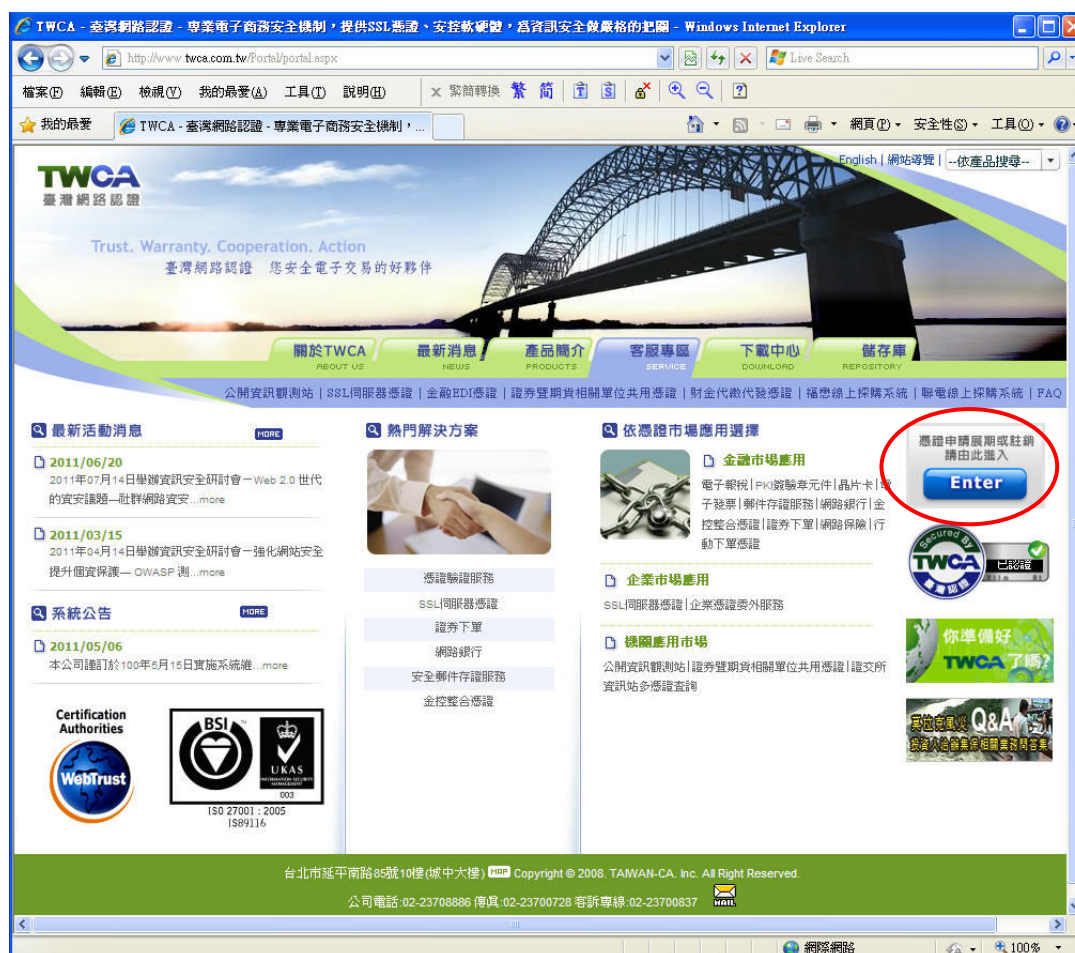 TWCA - 臺灣網路認證 - 專業電子商務安全機制,提供SSL憑證、安控軟硬體,為資訊安全做嚴格的把關 - Windows Internet Explorer
http://www.twca.com.tw/Portal/portal.aspx
Live Search
檔案(F) 編輯(E) 檢視(V) 我的最愛(A) 工具(T) 說明(H)
x 繁簡轉換 繁 簡
我的最愛
TWCA - 臺灣網路認證 - 專業電子商務安全機制,...
網頁(P) 安全性(S) 工具(O)
TWCA
臺灣網路認證
English | 網站導覽 | --依產品搜尋--
Trust. Warranty. Cooperation. Action
臺灣網路認證 您安全電子交易的好夥伴
關於TWCA 最新消息 產品簡介 客服專區 下載中心 儲存庫
ABOUT US NEWS PRODUCTS SERVICE DOWNLOAD REPOSITORY
公開資訊觀測站 | SSL伺服器憑證 | 金融EDI憑證 | 證券暨期貨相關單位共用憑證 | 財金代繳代發憑證 | 福懋線上採購系統 | 聯電線上採購系統 | FAQ
最新活動消息 MORE
2011/06/20
2011年07月14日舉辦資訊安全研討會－Web 2.0 世代
的資安議題—社群網路資安...more
2011/03/15
2011年04月14日舉辦資訊安全研討會－強化網站安全
提升個資保護— OWASP 測...more
系統公告 MORE
2011/05/06
本公司謹訂於100年5月15日實施系統維...more
Certification
Authorities
WebTrust
BSI
UKAS
003
ISO 27001 : 2005
IS89116
熱門解決方案
憑證驗證服務
SSL伺服器憑證
證券下單
網路銀行
安全郵件存證服務
金控整合憑證
依憑證市場應用選擇
金融市場應用
電子報稅|PKI簽驗章元件|晶片卡|電
子發票|郵件存證服務|網路銀行|金
控整合憑證|證券下單|網路保險|行
動下單憑證
企業市場應用
SSL伺服器憑證|企業憑證委外服務
機關應用市場
公開資訊觀測站|證券暨期貨相關單位共用憑證|證交所
資訊站多憑證查詢
憑證申請展期或註銷
請由此進入
Enter
Secured By
TWCA
臺灣認證
已認證
你準備好
TWCA 了嗎?
莫拉克風災 Q&A
投資人洽辦集保相關業務問答集
台北市延平南路85號10樓(城中大樓) MAP Copyright © 2008. TAIWAN-CA. Inc. All Right Reserved.
公司電話:02-23708886 傳真:02-23700728 客訴專線:02-23700837 MAIL
網際網路
100%